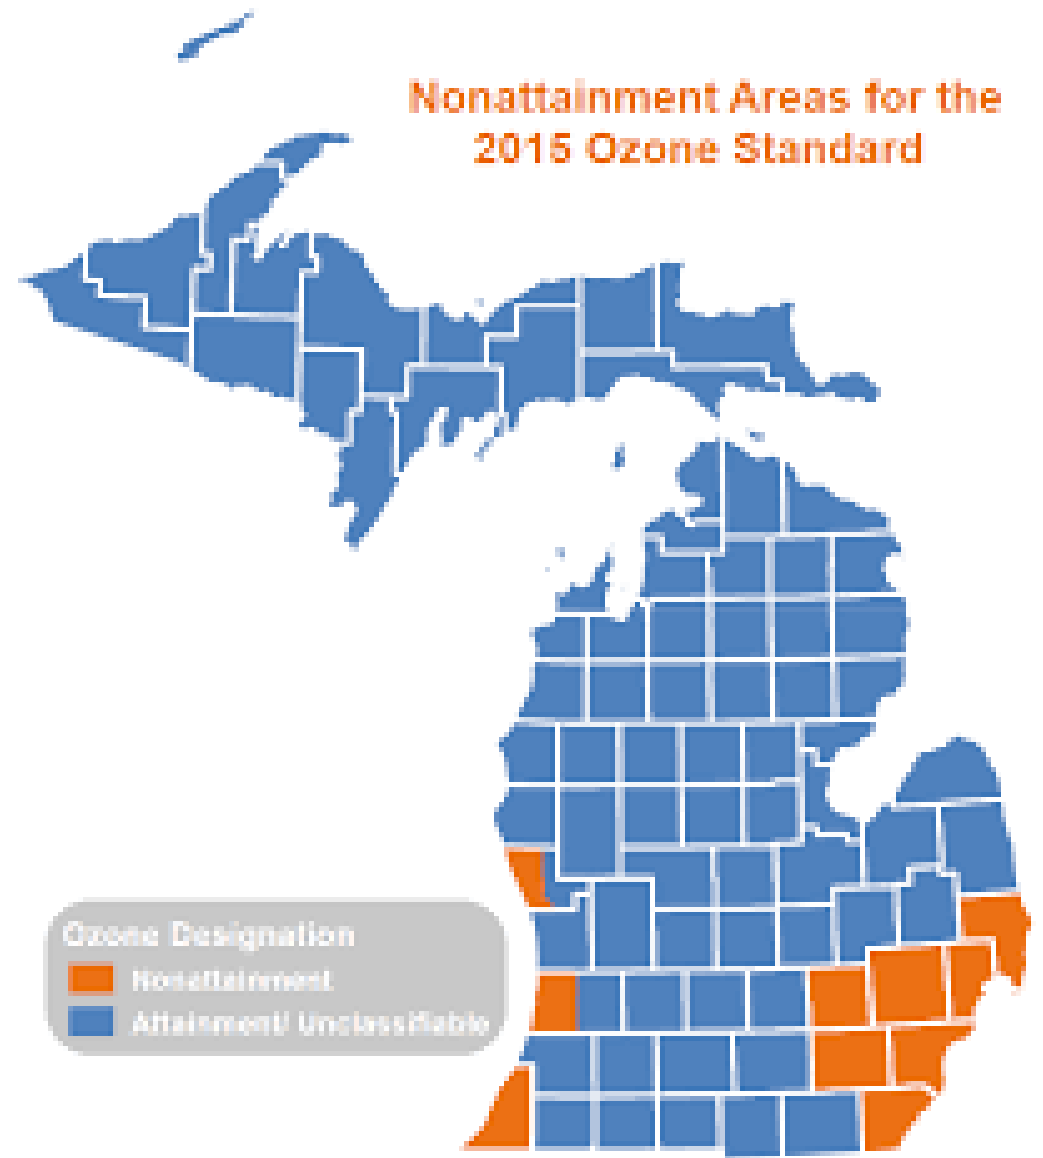 Nonattainment Areas for the
2015 Ozone Standard
Ozone Designation
Nonattainment
Attainment/ Unclassifiable